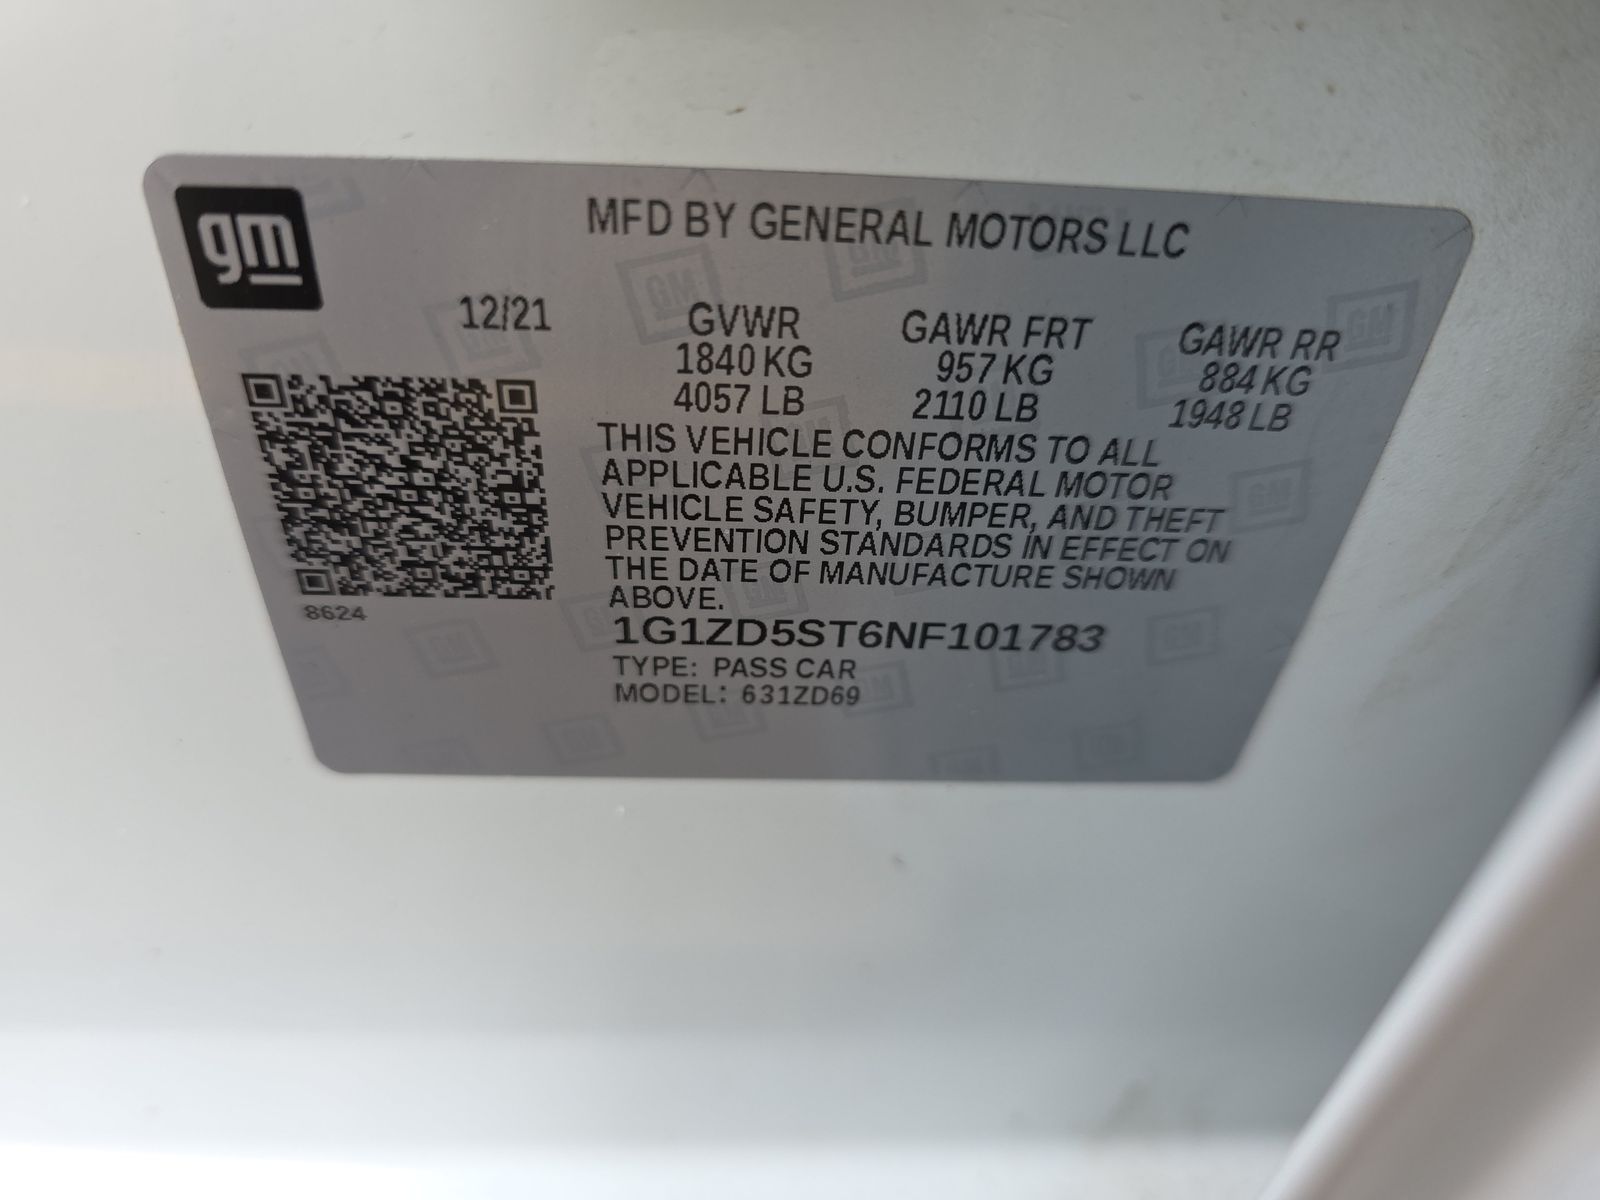 gm
MFD BY GENERAL MOTORS LLC
12/21 GVWR GAWR FRT GAWR RR
1840 KG 957 KG 884 KG
4057 LB 2110 LB 1948 LB
THIS VEHICLE CONFORMS TO ALL
APPLICABLE U.S. FEDERAL MOTOR
VEHICLE SAFETY, BUMPER, AND THEFT
PREVENTION STANDARDS IN EFFECT ON
THE DATE OF MANUFACTURE SHOWN
ABOVE.
8624
1G1ZD5ST6NF101783
TYPE: PASS CAR
MODEL: 631ZD69